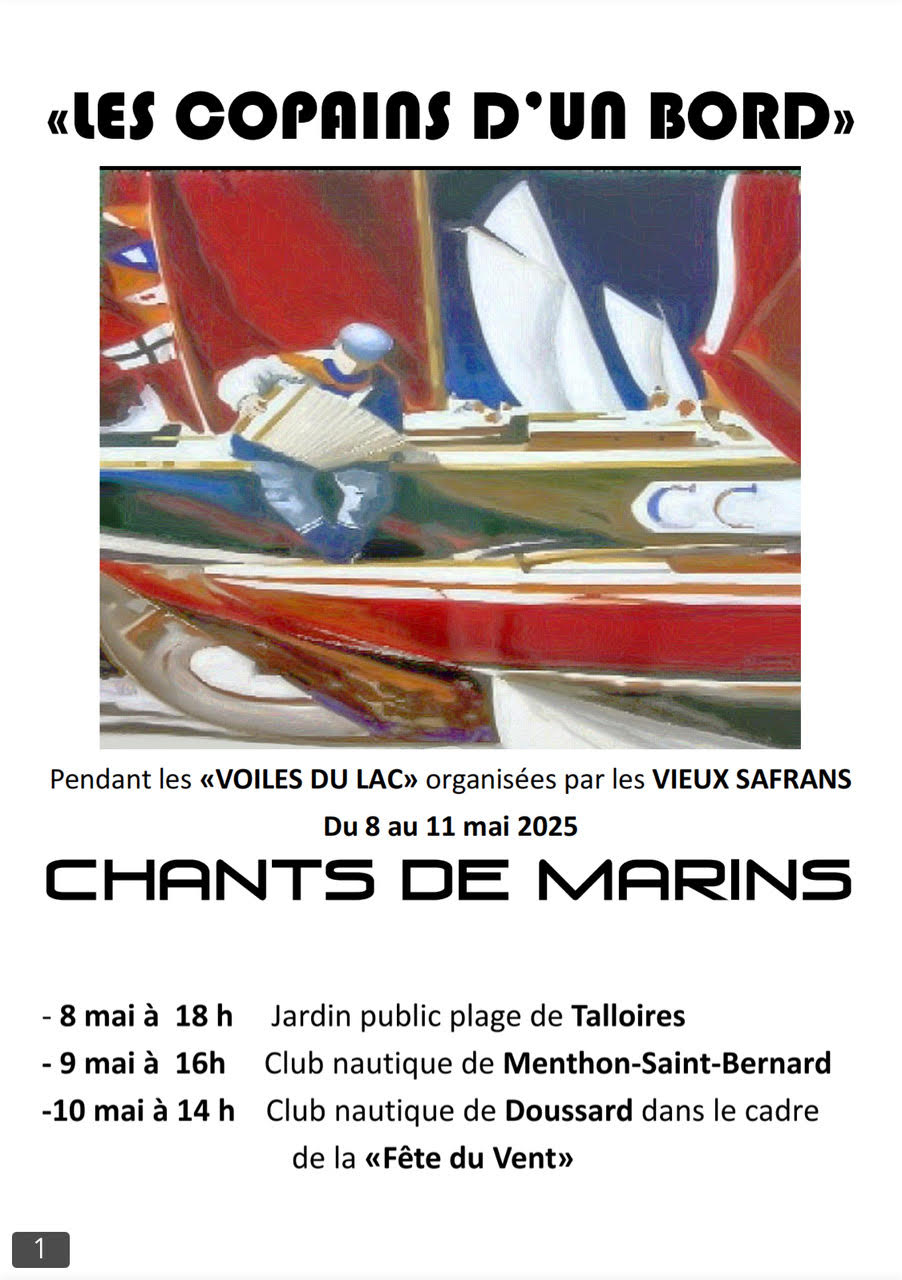 «LES COPAINS D'UN BORD»
C C
Pendant les «VOILES DU LAC» organisées par les VIEUX SAFRANS
Du 8 au 11 mai 2025
CHANTS DE MARINS
- 8 mai à 18 h Jardin public plage de Talloires
- 9 mai à 16h Club nautique de Menthon-Saint-Bernard
-10 mai à 14 h Club nautique de Doussard dans le cadre
de la «Fête du Vent»
1